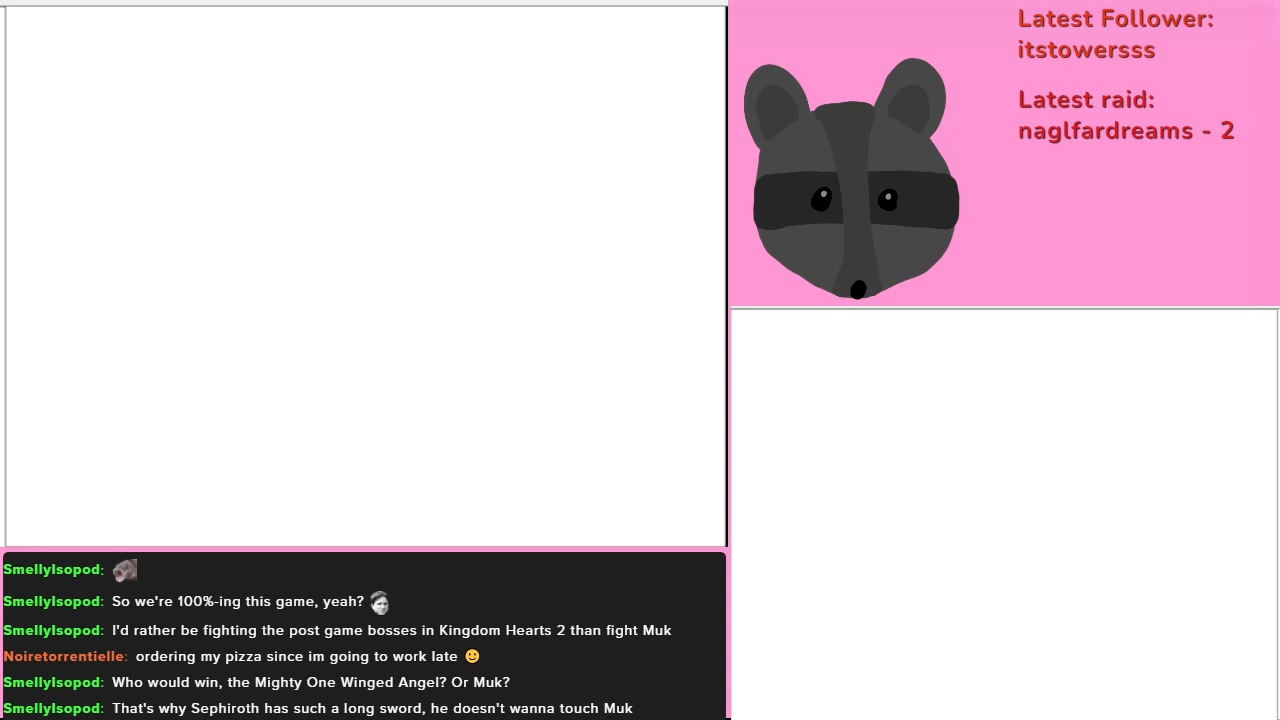 Latest Follower:
itstowersss
Latest raid:
naglfardreams - 2
SmellyIsopod:
SmellyIsopod: So we're 100%-ing this game, yeah?
SmellyIsopod: I'd rather be fighting the post game bosses in Kingdom Hearts 2 than fight Muk
Noiretorrentielle: ordering my pizza since im going to work late 🙂
SmellyIsopod: Who would win, the Mighty One Winged Angel? Or Muk?
SmellyIsopod: That's why Sephiroth has such a long sword, he doesn't wanna touch Muk